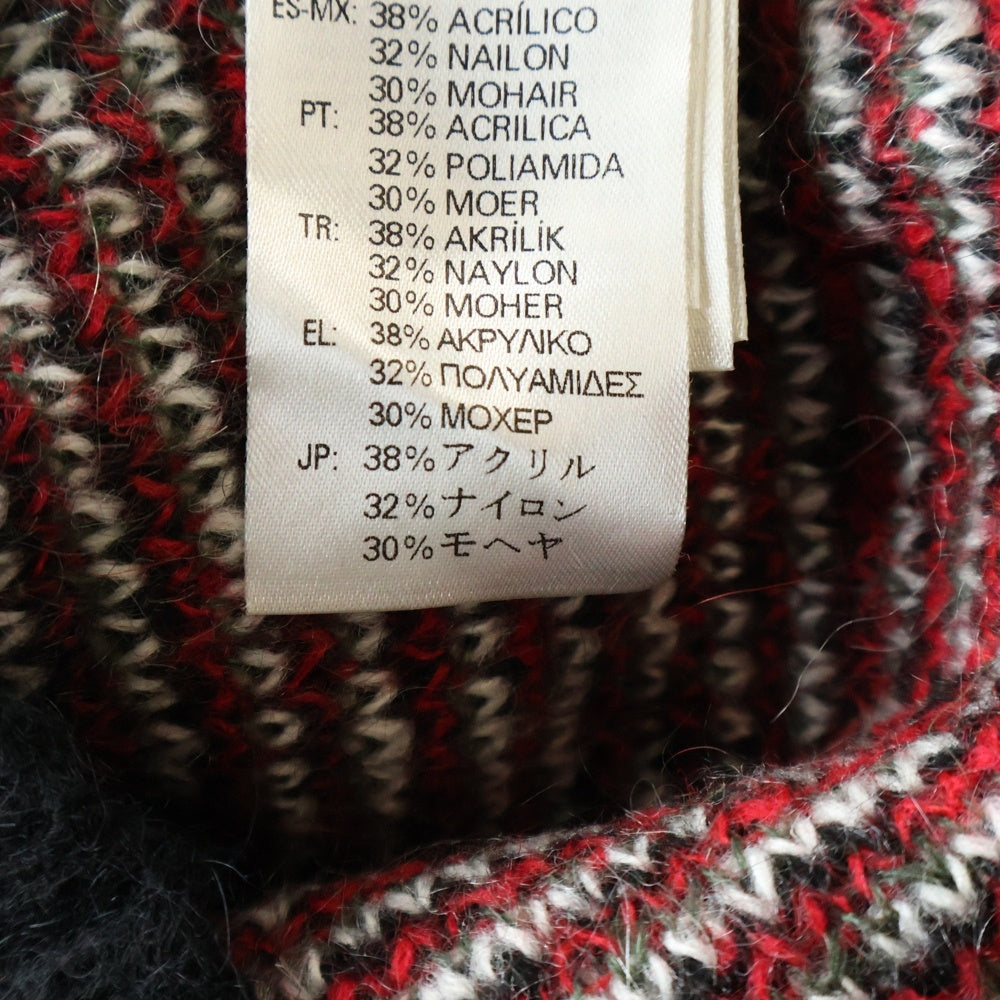 ES-MX: 38% ACRÍLICO
32% NAILON
30% MOHAIR
PT: 38% ACRILICA
32% POLIAMIDA
30% MOER
TR: 38% AKRİLİK
32% NAYLON
30% MOHER
EL: 38% ΑΚΡΥΛΙΚΟ
32% ΠΟΛΥΑΜΙΔΕΣ
30% ΜΟΧΕΡ
JP: 38% アクリル
32% ナイロン
30% モヘヤ